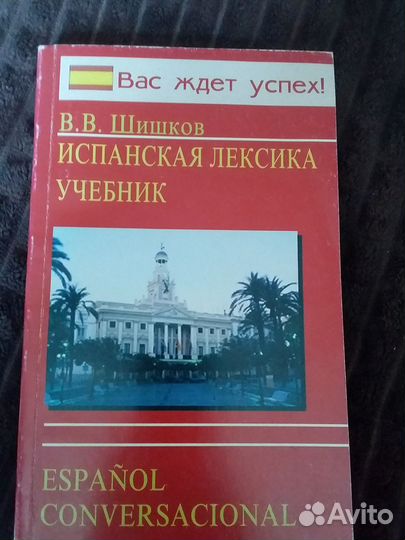 Вас ждет успех!
В.В. Шишков
ИСПАНСКАЯ ЛЕКСИКА
УЧЕБНИК
ESPAÑOL
CONVERSACIONAL
Avito